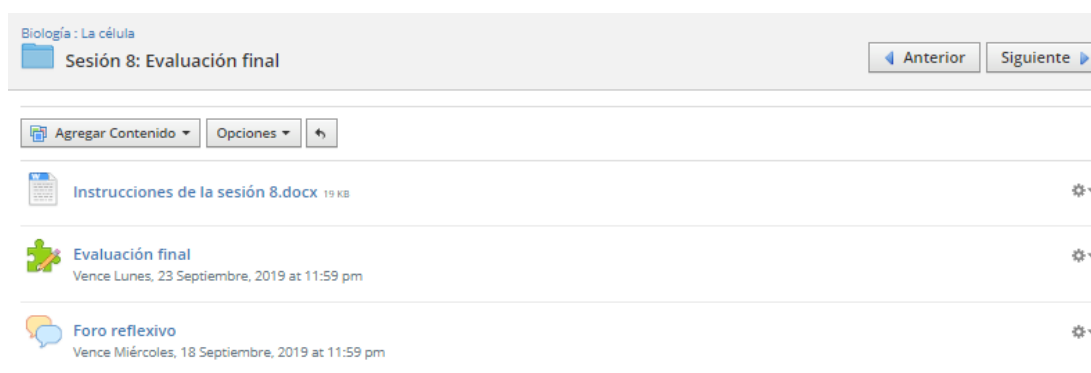 Biología : La célula
Sesión 8: Evaluación final
Anterior
Siguiente
Agregar Contenido
Opciones
W
Instrucciones de la sesión 8.docx 19 KB
Evaluación final
Vence Lunes, 23 Septiembre, 2019 at 11:59 pm
Foro reflexivo
Vence Miércoles, 18 Septiembre, 2019 at 11:59 pm